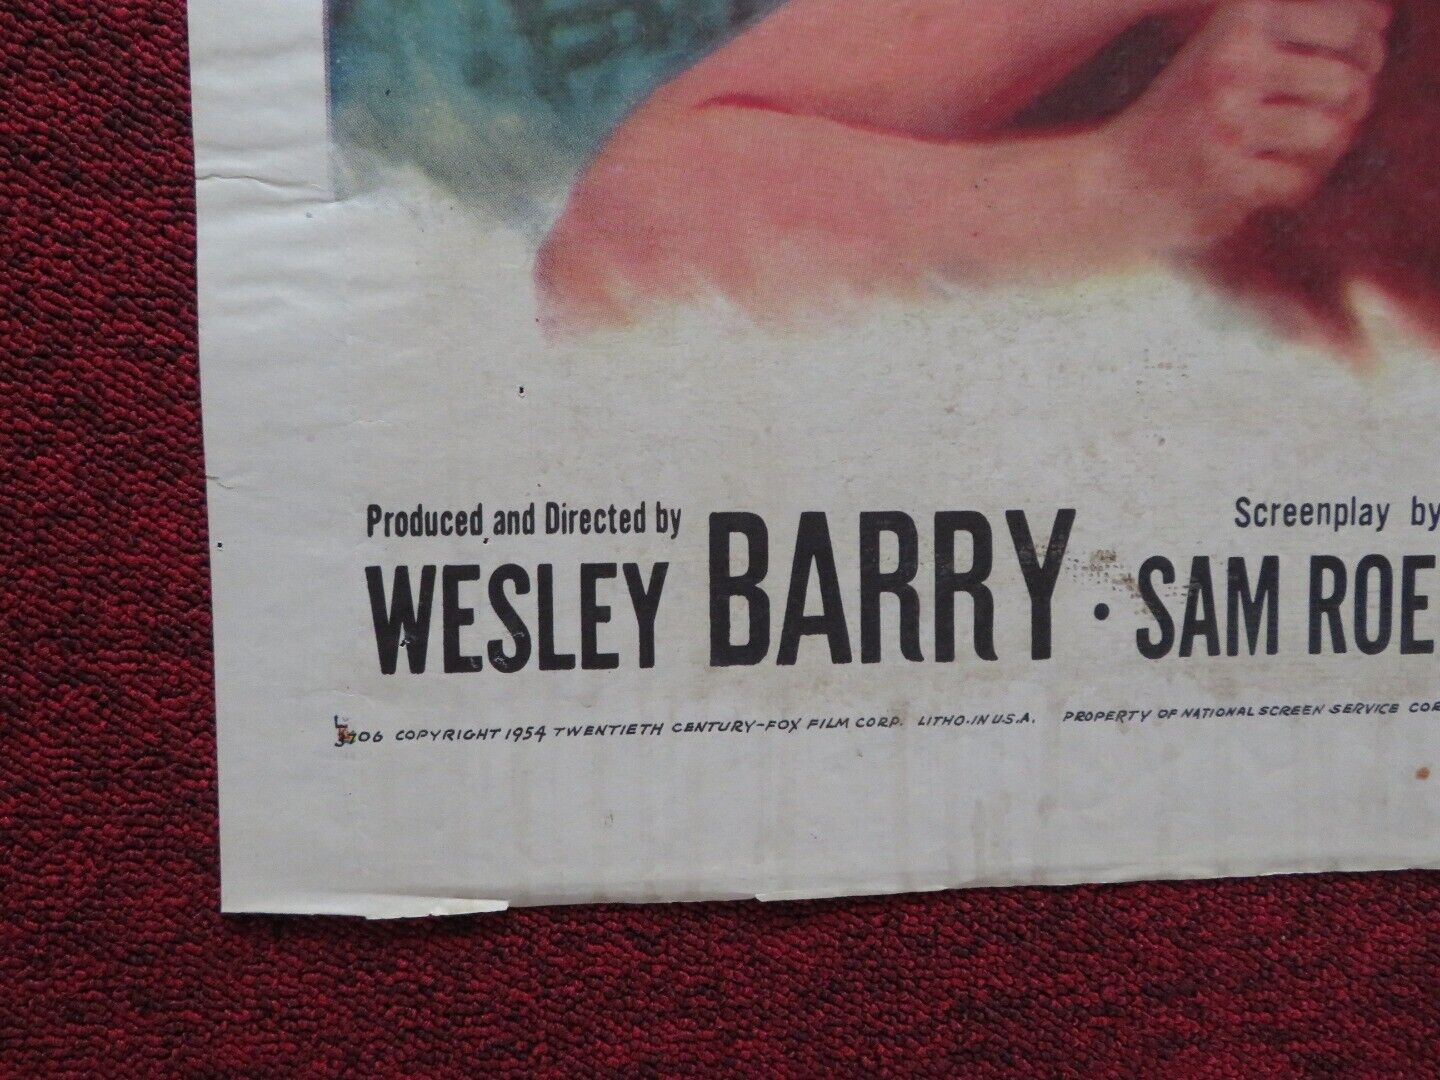 Produced and Directed by
WESLEY BARRY •
Screenplay by
SAM ROE
06 COPYRIGHT 1954 TWENTIETH CENTURY-FOX FILM CORP. LITHO. IN U.S.A. PROPERTY OF NATIONAL SCREEN SERVICE COR